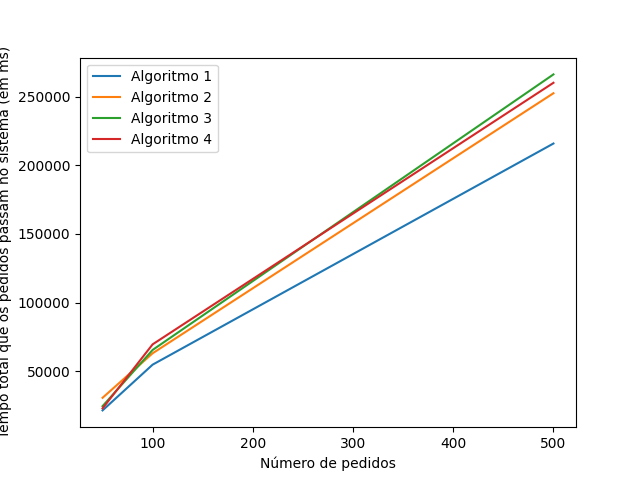 Algoritmo 1
Algoritmo 2
Algoritmo 3
Algoritmo 4
250000
200000
150000
100000
50000
100 200 300 400 500
Número de pedidos
Tempo total que os pedidos passam no sistema (em ms)